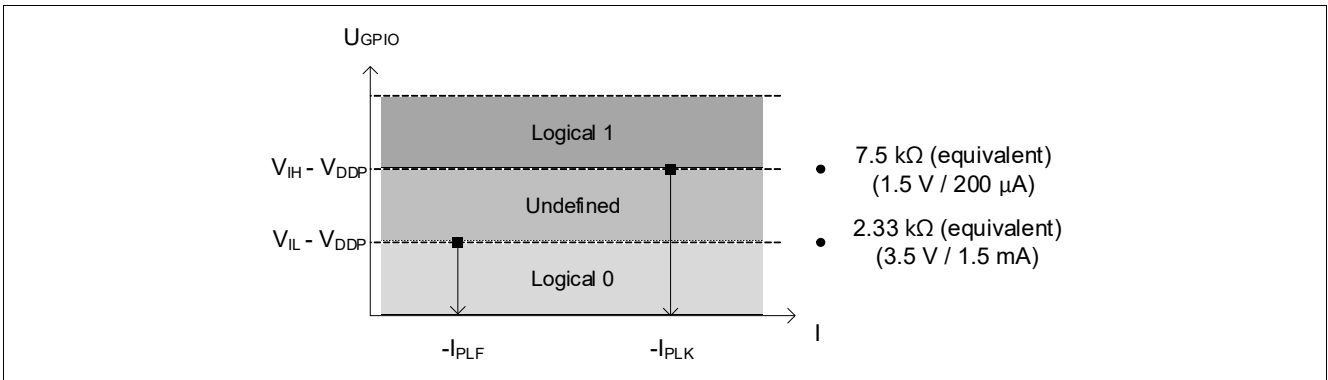 UGPIO
Logical 1
VIH - VDDP
7.5 kΩ (equivalent)
(1.5 V / 200 µA)
Undefined
VIL - VDDP
2.33 kΩ (equivalent)
(3.5 V / 1.5 mA)
Logical 0
I
-IPLF
-IPLK